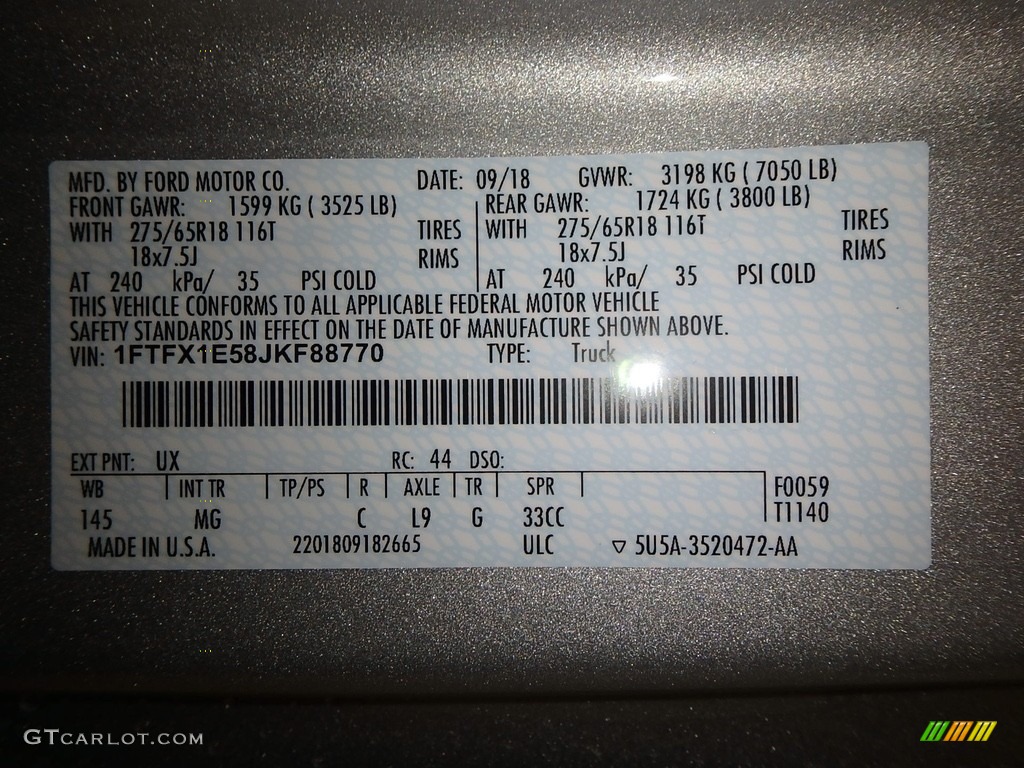 MFD. BY FORD MOTOR CO. DATE: 09/18 GVWR: 3198 KG ( 7050 LB)
FRONT GAWR: 1599 KG ( 3525 LB) REAR GAWR: 1724 KG ( 3800 LB)
WITH 275/65R18 116T TIRES WITH 275/65R18 116T TIRES
18x7.5J RIMS 18x7.5J RIMS
AT 240 kPa/ 35 PSI COLD AT 240 kPa/ 35 PSI COLD
THIS VEHICLE CONFORMS TO ALL APPLICABLE FEDERAL MOTOR VEHICLE
SAFETY STANDARDS IN EFFECT ON THE DATE OF MANUFACTURE SHOWN ABOVE.
VIN: 1FTFX1E58JKF88770 TYPE: Truck
EXT PNT: UX RC: 44 DSO:
WB INT TR TP/PS R AXLE TR SPR F0059
145 MG C L9 G 33CC T1140
MADE IN U.S.A. 2201809182665 ULC ▽ 5U5A-3520472-AA
GTCARLOT.COM